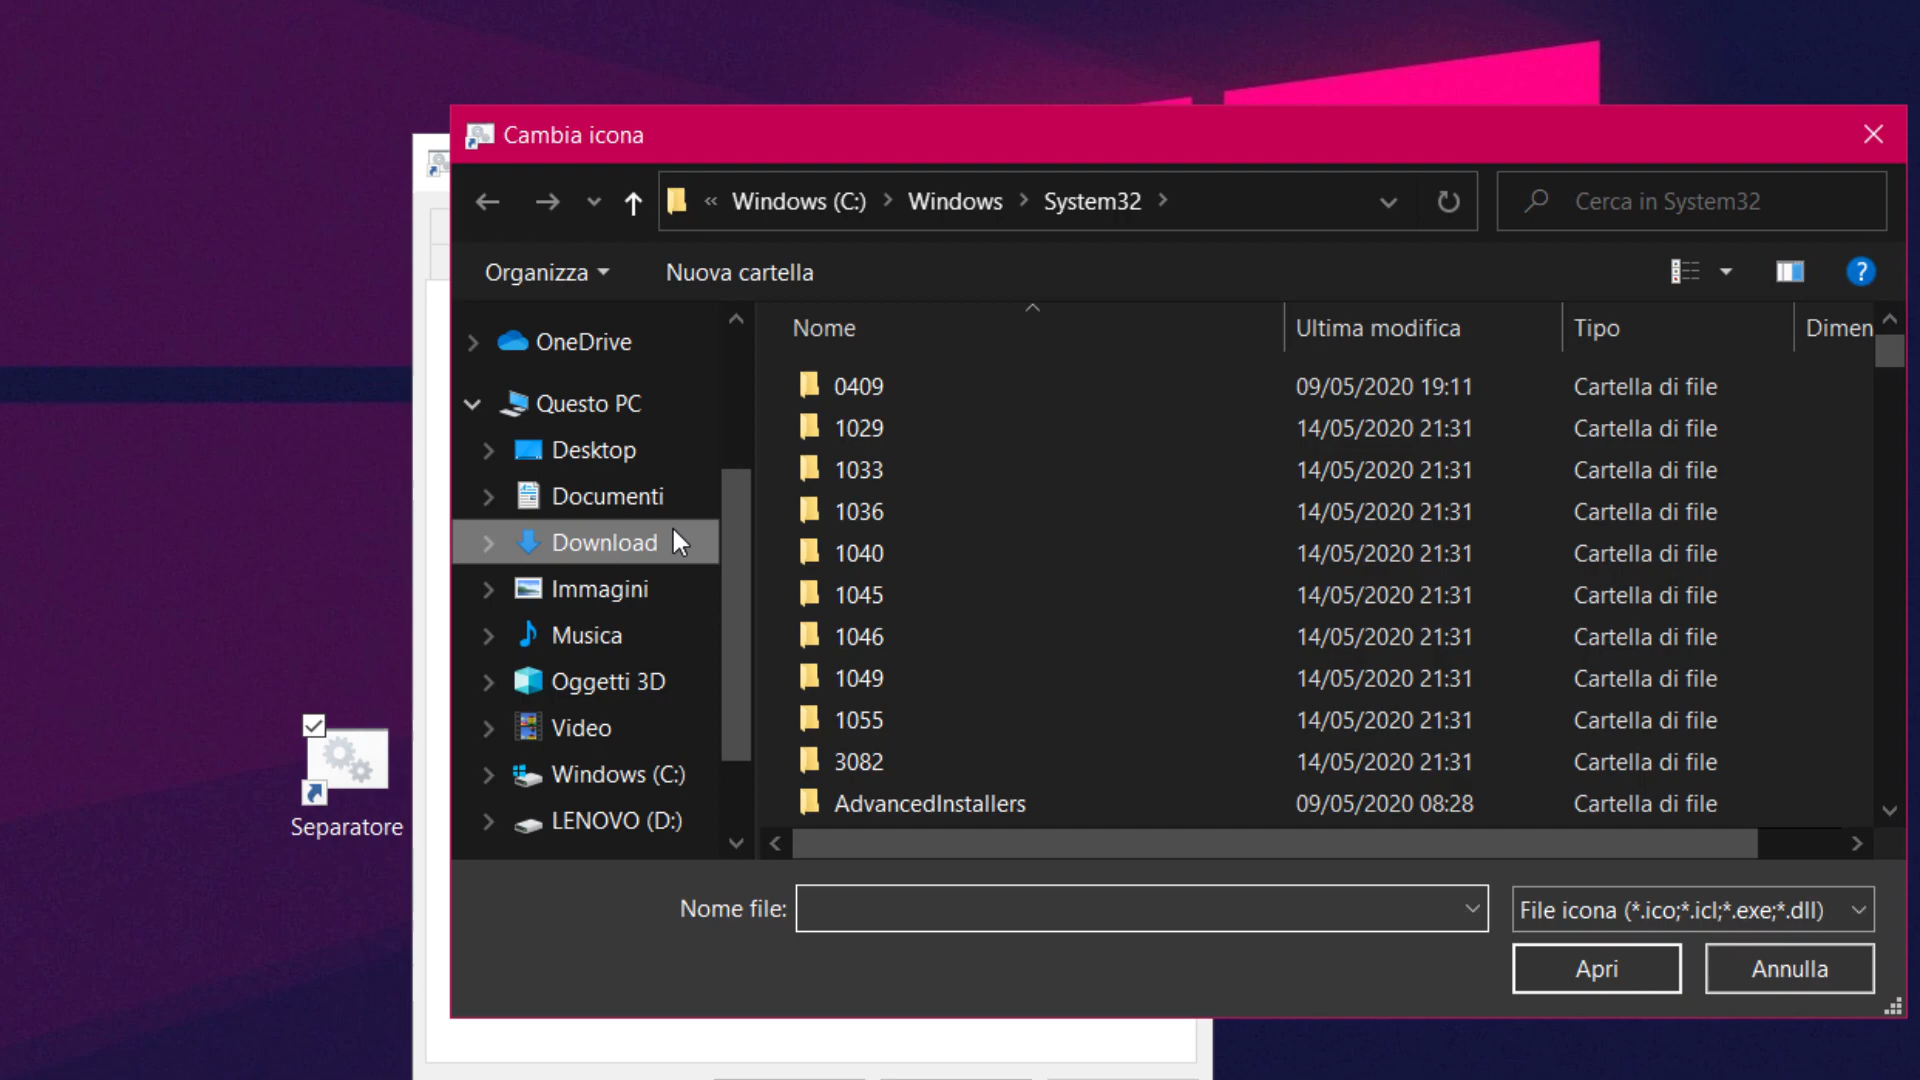 Cambia icona
« Windows (C:) > Windows > System32 >
Cerca in System32
Organizza
Nuova cartella
OneDrive
Questo PC
Desktop
Documenti
Download
Immagini
Musica
Oggetti 3D
Video
Windows (C:)
LENOVO (D:)
Nome Ultima modifica Tipo Dimen
0409 09/05/2020 19:11 Cartella di file
1029 14/05/2020 21:31 Cartella di file
1033 14/05/2020 21:31 Cartella di file
1036 14/05/2020 21:31 Cartella di file
1040 14/05/2020 21:31 Cartella di file
1045 14/05/2020 21:31 Cartella di file
1046 14/05/2020 21:31 Cartella di file
1049 14/05/2020 21:31 Cartella di file
1055 14/05/2020 21:31 Cartella di file
3082 14/05/2020 21:31 Cartella di file
AdvancedInstallers 09/05/2020 08:28 Cartella di file
Nome file:
File icona (*.ico;*.icl;*.exe;*.dll)
Apri
Annulla
Separatore